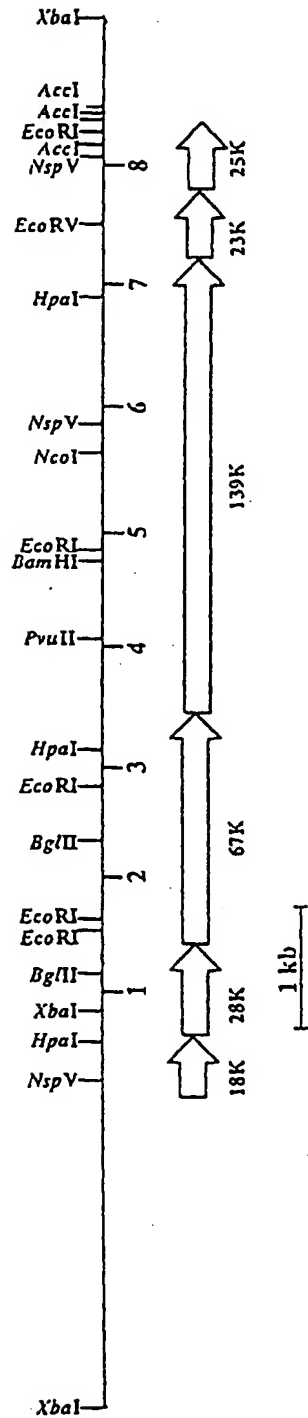 XbaI
AccI
AccI
EcoRI
AccI
NspV
EcoRV
HpaI
NspV
NcoI
EcoRI
BamHI
PvuII
HpaI
EcoRI
BglII
EcoRI
EcoRI
BglII
XbaI
HpaI
NspV
XbaI
8
7
6
5
4
3
2
1
25K
23K
139K
67K
28K
18K
1 kb